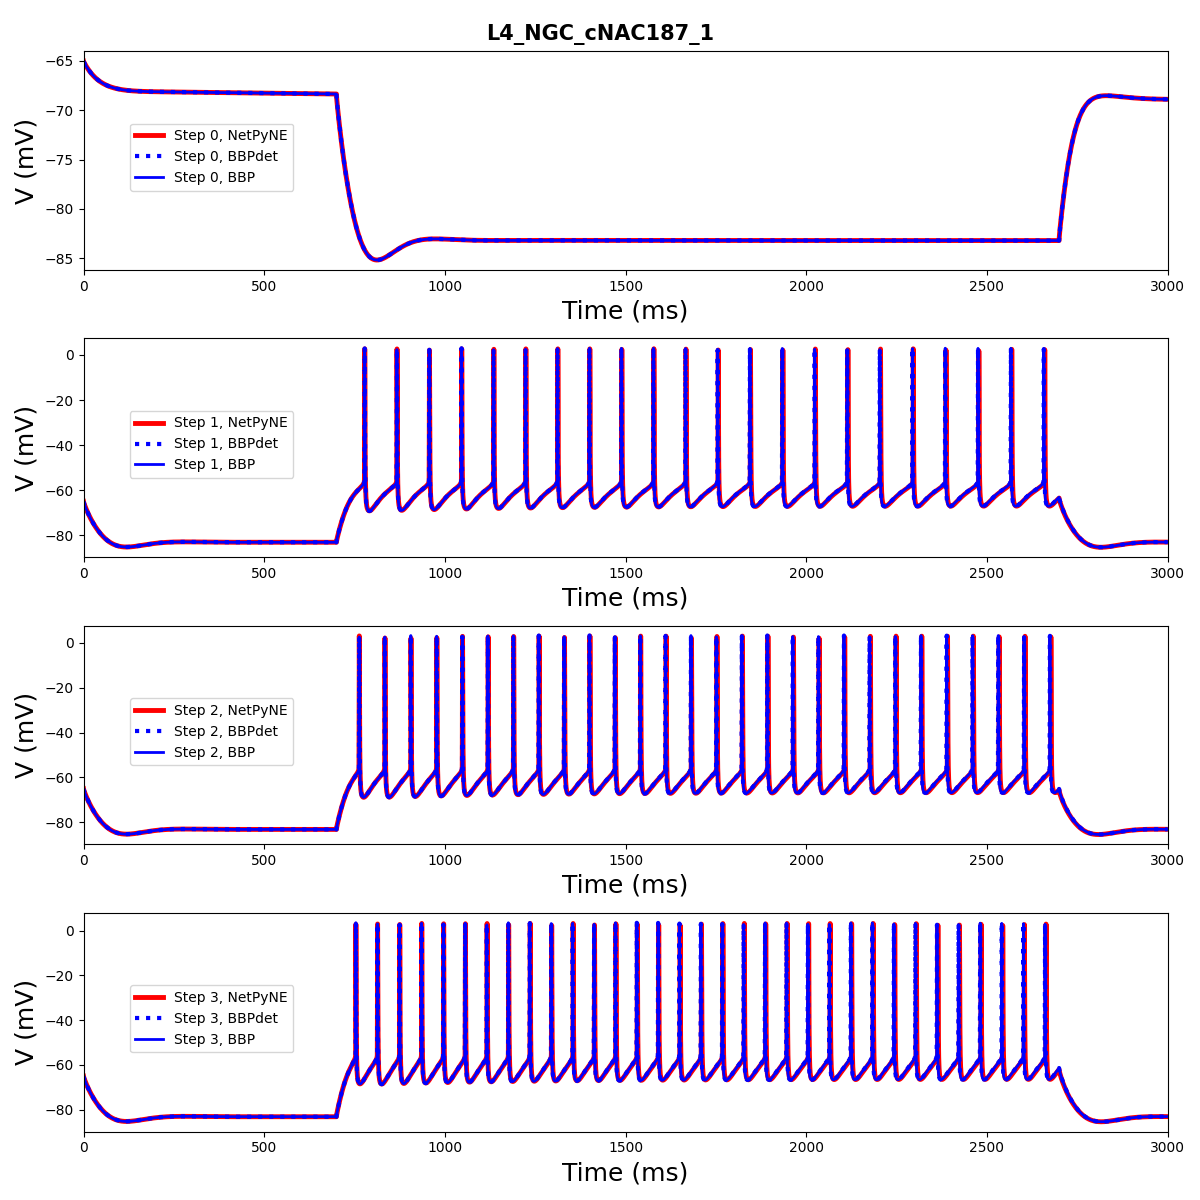 L4_NGC_cNAC187_1
−65
−70
−75
−80
−85
V (mV)
Step 0, NetPyNE
Step 0, BBPdet
Step 0, BBP
0 500 1000 1500 2000 2500 3000
Time (ms)
0
−20
−40
−60
−80
V (mV)
Step 1, NetPyNE
Step 1, BBPdet
Step 1, BBP
0 500 1000 1500 2000 2500 3000
Time (ms)
0
−20
−40
−60
−80
V (mV)
Step 2, NetPyNE
Step 2, BBPdet
Step 2, BBP
0 500 1000 1500 2000 2500 3000
Time (ms)
0
−20
−40
−60
−80
V (mV)
Step 3, NetPyNE
Step 3, BBPdet
Step 3, BBP
0 500 1000 1500 2000 2500 3000
Time (ms)